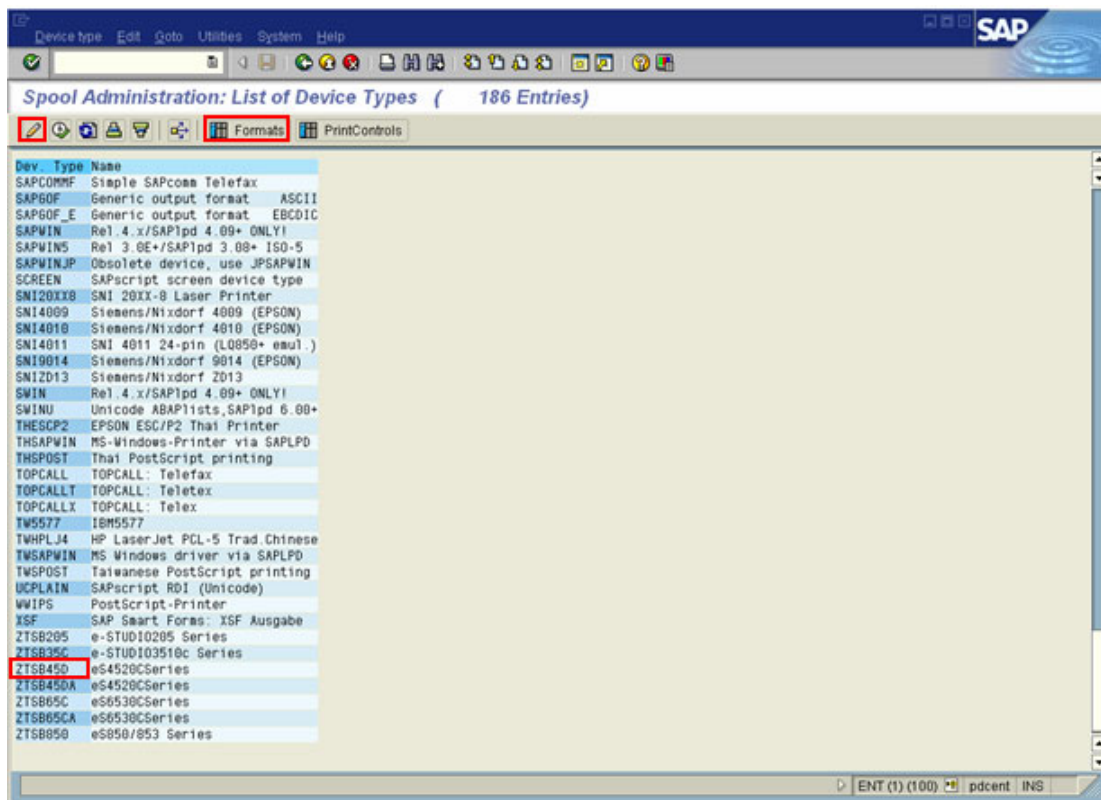 Device type Edit Goto Utilities System Help
SAP
Spool Administration: List of Device Types ( 186 Entries)
Formats PrintControls
Dev. Type Name
SAPCOMMF Simple SAPcomm Telefax
SAPGOF Generic output format ASCII
SAPGOF_E Generic output format EBCDIC
SAPWIN Rel.4.x/SAPlpd 4.09+ ONLY!
SAPWIN5 Rel 3.0E+/SAPlpd 3.08+ ISO-5
SAPWINJP Obsolete device, use JPSAPWIN
SCREEN SAPscript screen device type
SNI20XX8 SNI 20XX-8 Laser Printer
SNI4009 Siemens/Nixdorf 4009 (EPSON)
SNI4010 Siemens/Nixdorf 4010 (EPSON)
SNI4011 SNI 4011 24-pin (LQ850+ emul.)
SNI9014 Siemens/Nixdorf 9014 (EPSON)
SNIZD13 Siemens/Nixdorf ZD13
SWIN Rel.4.x/SAPlpd 4.09+ ONLY!
SWINU Unicode ABAPlists,SAPlpd 6.00+
THESCP2 EPSON ESC/P2 Thai Printer
THSAPWIN MS-Windows-Printer via SAPLPD
THSPOST Thai PostScript printing
TOPCALL TOPCALL: Telefax
TOPCALLT TOPCALL: Teletex
TOPCALLX TOPCALL: Telex
TW5577 IBM5577
TWHPLJ4 HP LaserJet PCL-5 Trad.Chinese
TWSAPWIN MS Windows driver via SAPLPD
TWSPOST Taiwanese PostScript printing
UCPLAIN SAPscript RDI (Unicode)
WWIPS PostScript-Printer
XSF SAP Smart Forms: XSF Ausgabe
ZTSB205 e-STUDIO205 Series
ZTSB35C e-STUDIO3510c Series
ZTSB45D eS4520CSeries
ZTSB45DA eS4520CSeries
ZTSB65C eS6530CSeries
ZTSB65CA eS6530CSeries
ZTSB850 eS850/853 Series
ENT (1) (100) pdcent INS